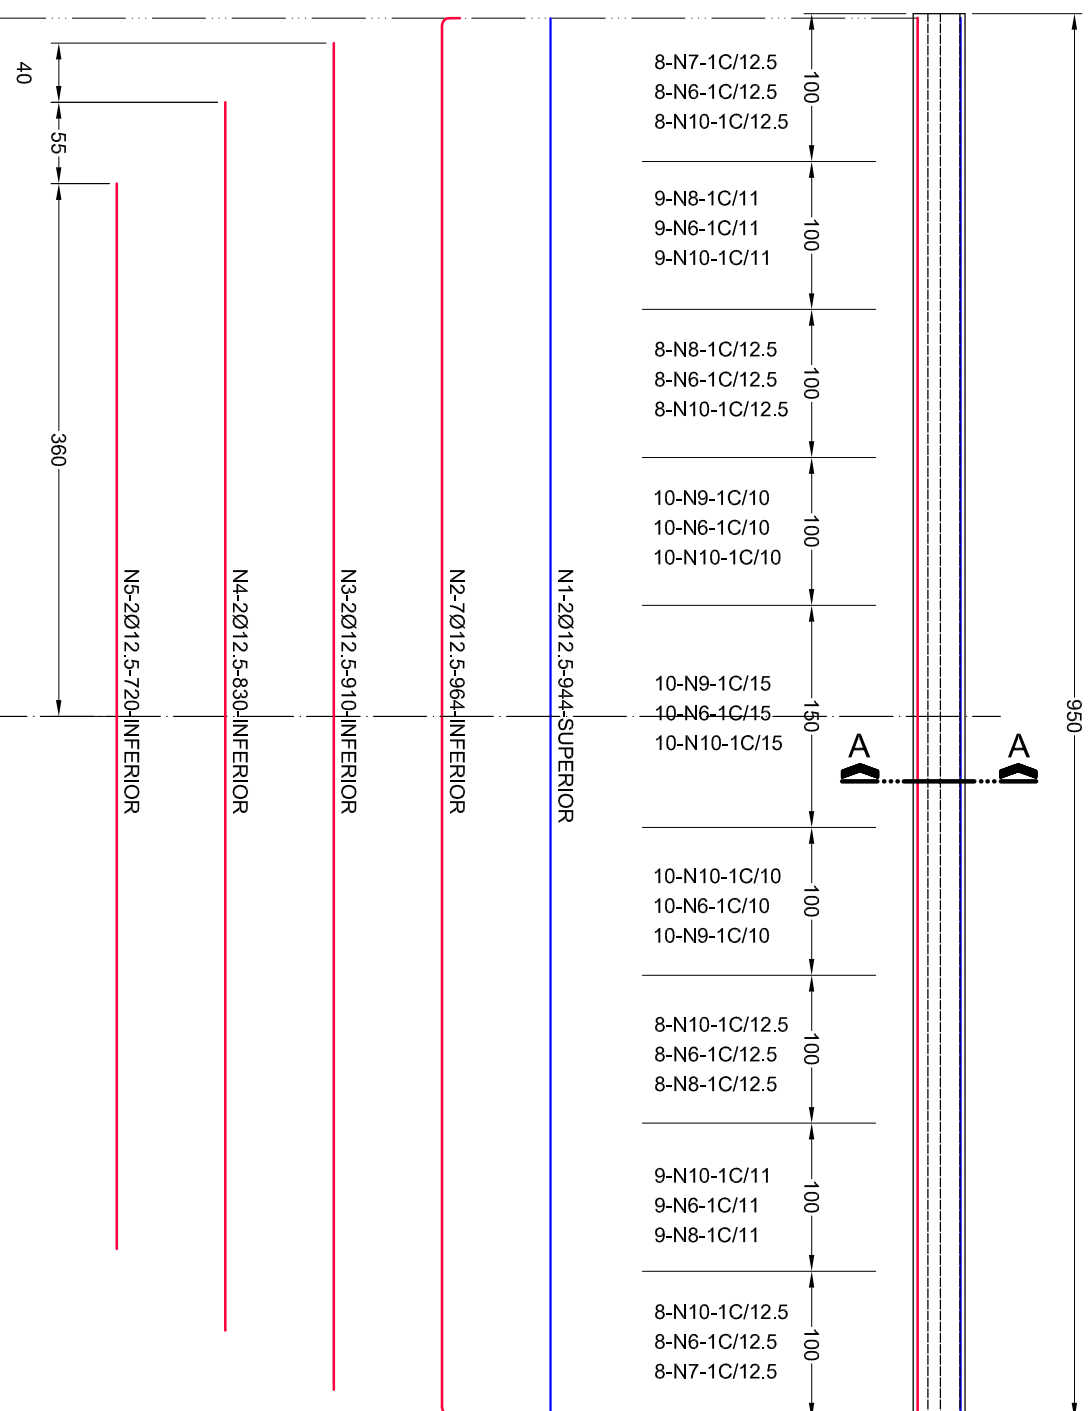 8-N7-1C/12.5
8-N6-1C/12.5
8-N10-1C/12.5
100
9-N8-1C/11
9-N6-1C/11
9-N10-1C/11
100
8-N8-1C/12.5
8-N6-1C/12.5
8-N10-1C/12.5
100
10-N9-1C/10
10-N6-1C/10
10-N10-1C/10
100
10-N9-1C/15
10-N6-1C/15
10-N10-1C/15
150
A
A
10-N10-1C/10
10-N6-1C/10
10-N9-1C/10
100
8-N10-1C/12.5
8-N6-1C/12.5
8-N8-1C/12.5
100
9-N10-1C/11
9-N6-1C/11
9-N8-1C/11
100
8-N10-1C/12.5
8-N6-1C/12.5
8-N7-1C/12.5
100
950
N1-2Ø12.5-944-SUPERIOR
N2-7Ø12.5-964-INFERIOR
N3-2Ø12.5-910-INFERIOR
N4-2Ø12.5-830-INFERIOR
N5-2Ø12.5-720-INFERIOR
40
55
360